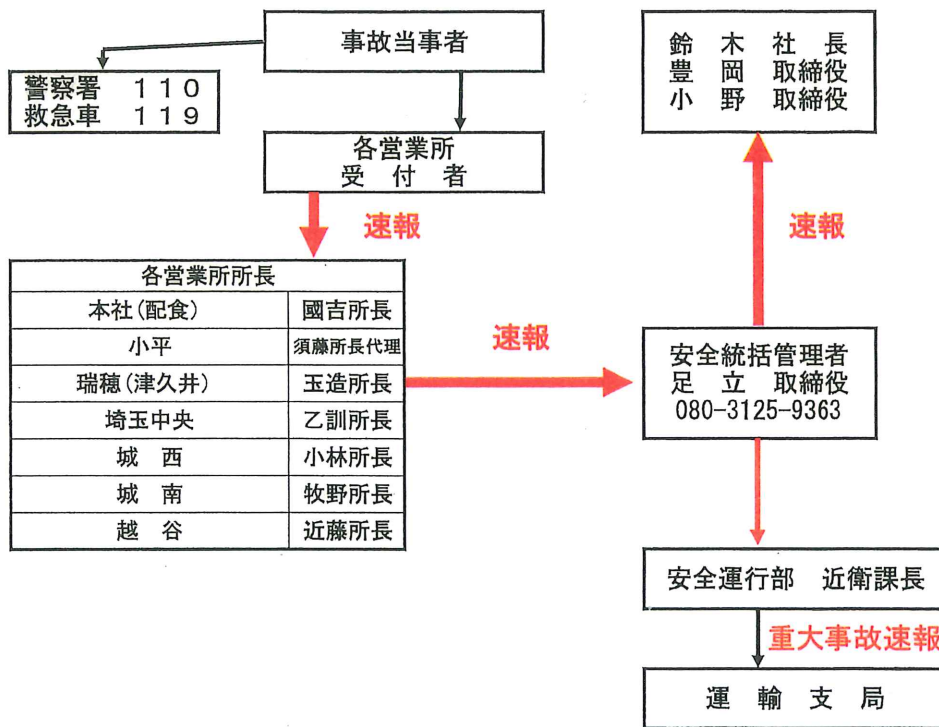 事故当事者
警察署 １１０
救急車 １１９
各営業所
受 付 者
速報
鈴 木 社 長
豊 岡 取締役
小 野 取締役
速報
各営業所所長
本社(配食) 國吉所長
小平 須藤所長代理
瑞穂(津久井) 玉造所長
埼玉中央 乙訓所長
城 西 小林所長
城 南 牧野所長
越 谷 近藤所長
速報
安全統括管理者
足 立 取締役
080-3125-9363
安全運行部 近衛課長
重大事故速報
運 輸 支 局